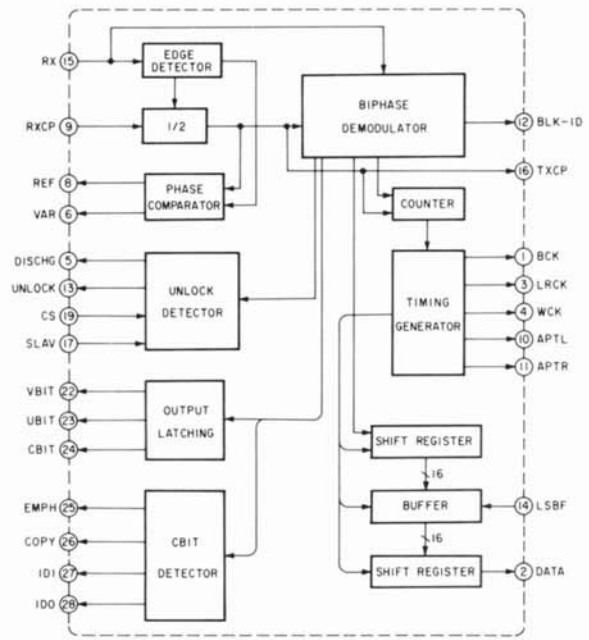 RX 15
EDGE DETECTOR
RXCP 9
1/2
BIPHASE DEMODULATOR
12 BLK-ID
16 TXCP
REF 8
VAR 6
PHASE COMPARATOR
COUNTER
DISCHG 5
UNLOCK 13
CS 19
SLAV 17
UNLOCK DETECTOR
TIMING GENERATOR
1 BCK
3 LRCK
4 WCK
10 APTL
11 APTR
VBIT 22
UBIT 23
CBIT 24
OUTPUT LATCHING
SHIFT REGISTER
16
EMPH 25
COPY 26
ID1 27
ID0 28
CBIT DETECTOR
BUFFER
14 LSBF
16
SHIFT REGISTER
2 DATA